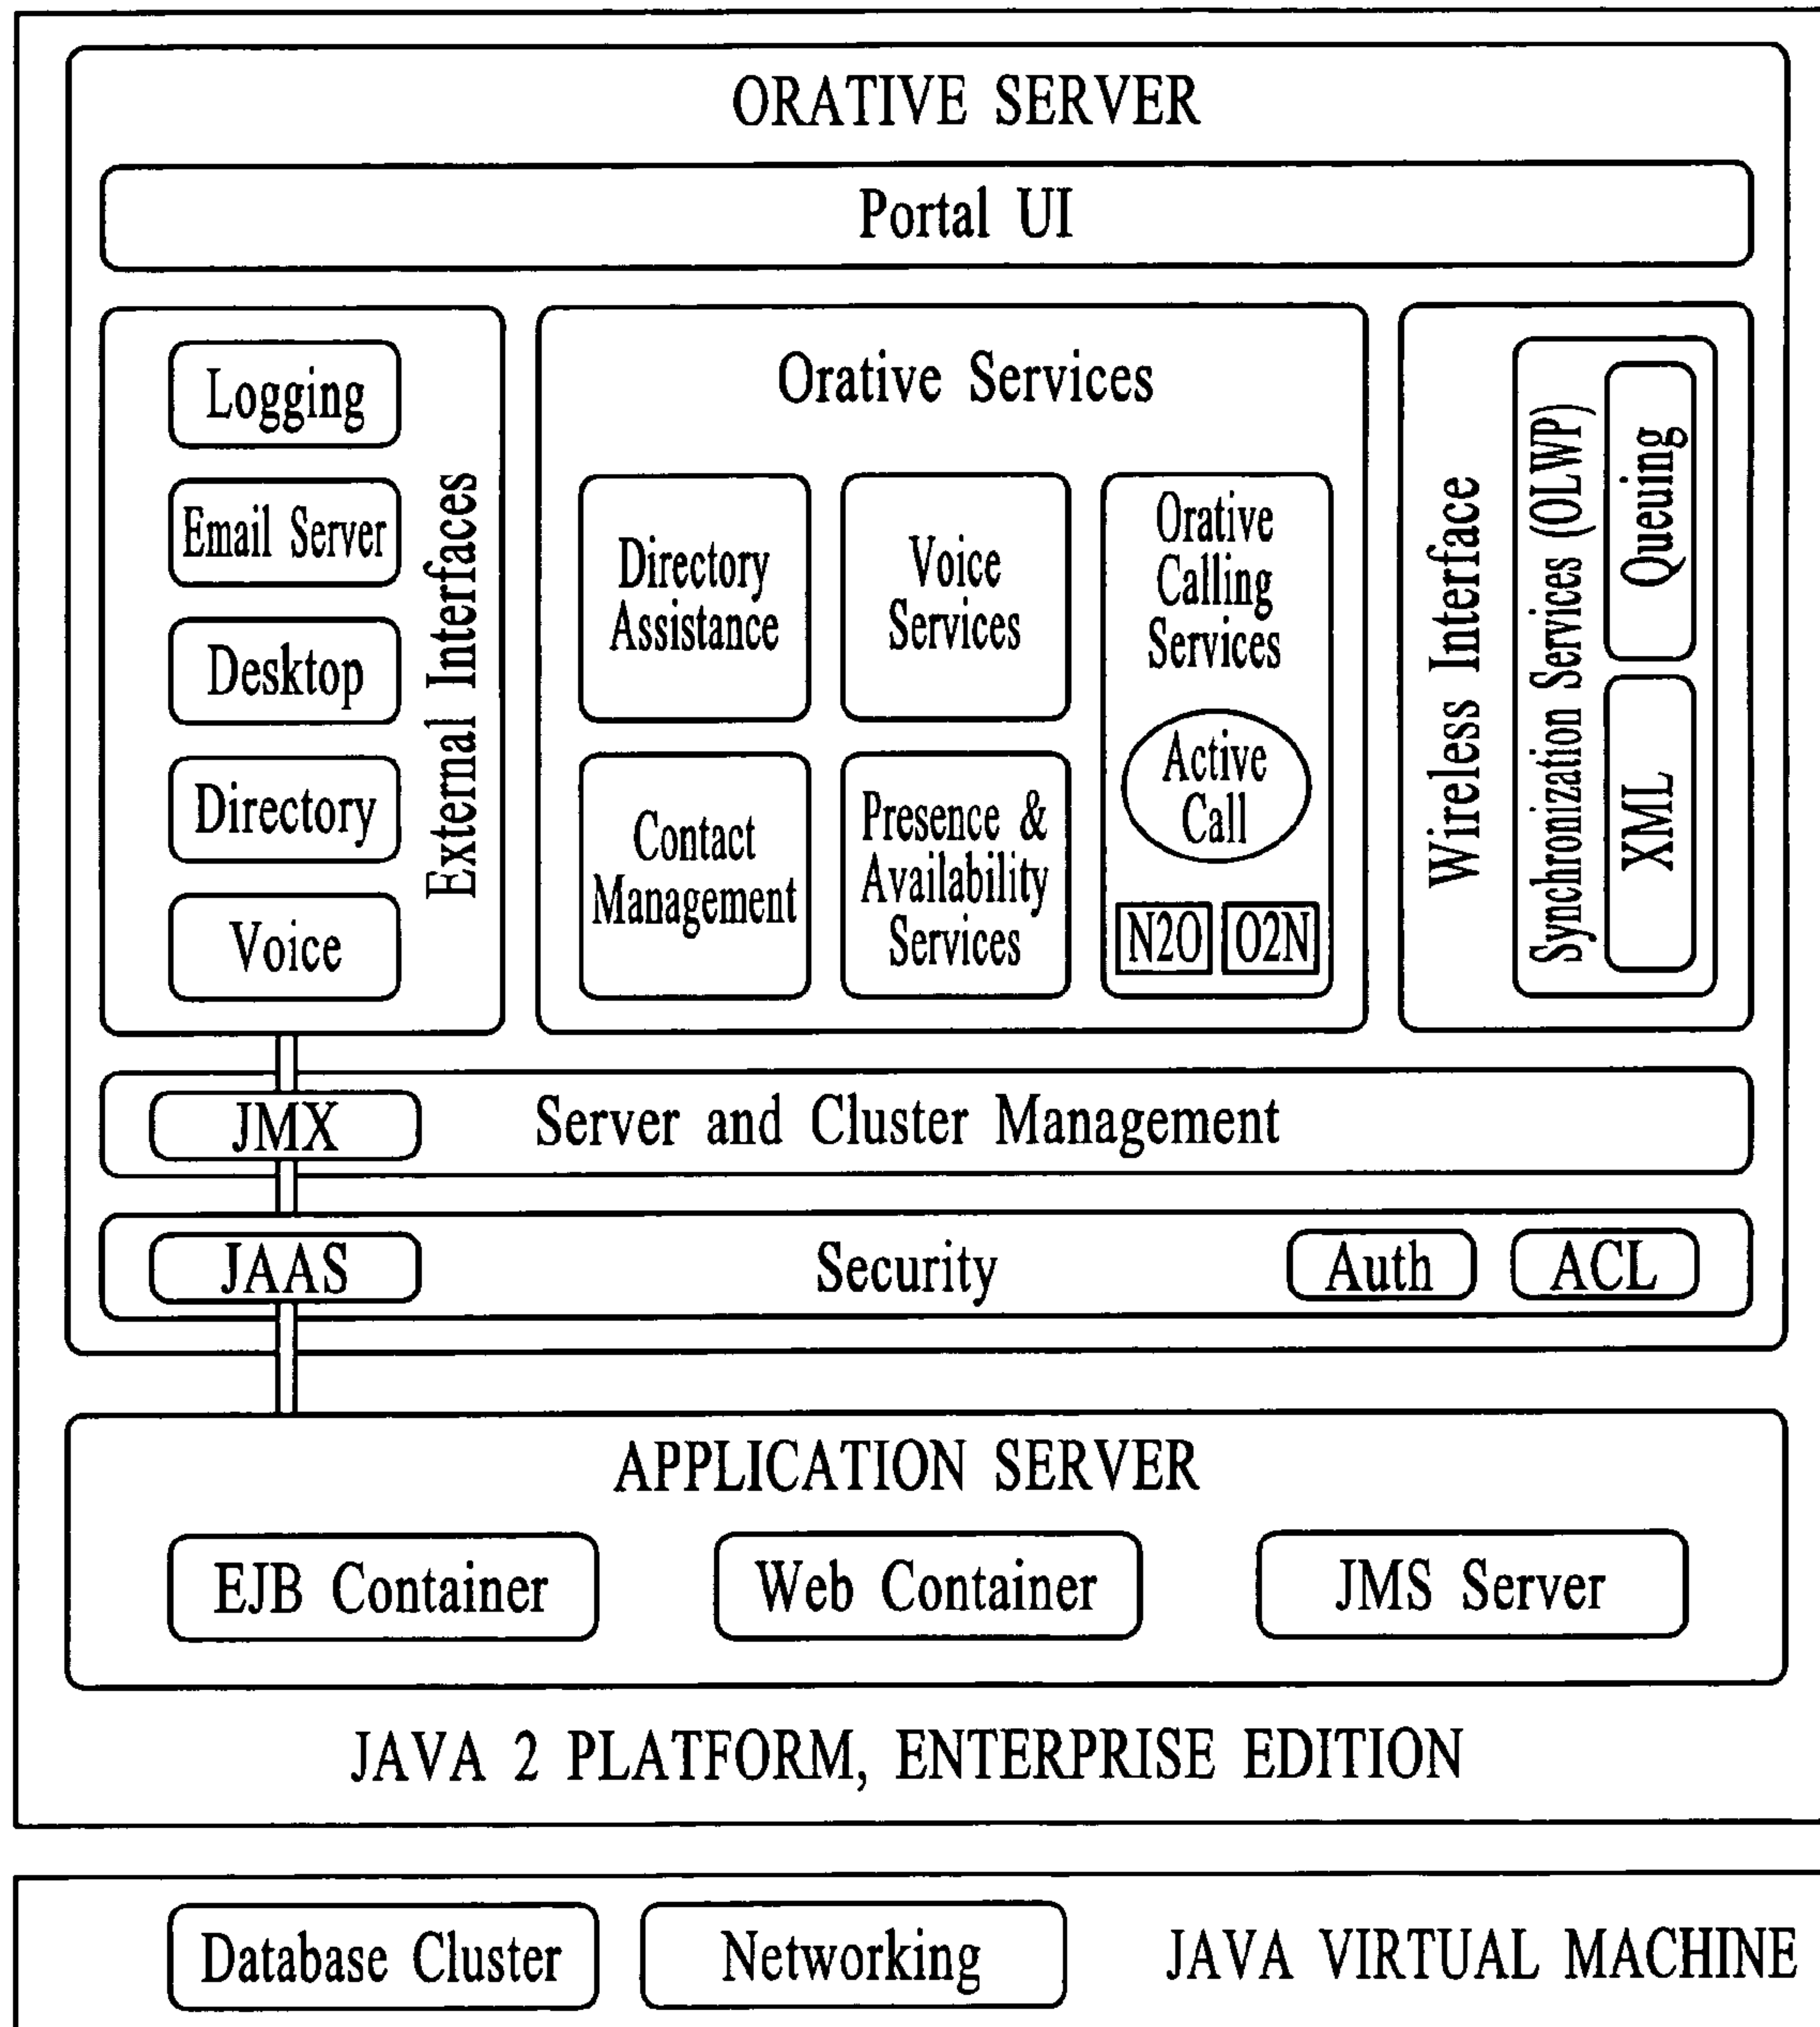 ORATIVE SERVER
Portal UI
Logging
Email Server
Desktop
Directory
Voice
External Interfaces
Orative Services
Directory
Assistance
Voice
Services
Orative
Calling
Services
Active
Call
N2O
O2N
Contact
Management
Presence &
Availability
Services
Wireless Interface
Synchronization Services (OLWP)
Queuing
XML
JMX
Server and Cluster Management
JAAS
Security
Auth
ACL
APPLICATION SERVER
EJB Container
Web Container
JMS Server
JAVA 2 PLATFORM, ENTERPRISE EDITION
Database Cluster
Networking
JAVA VIRTUAL MACHINE